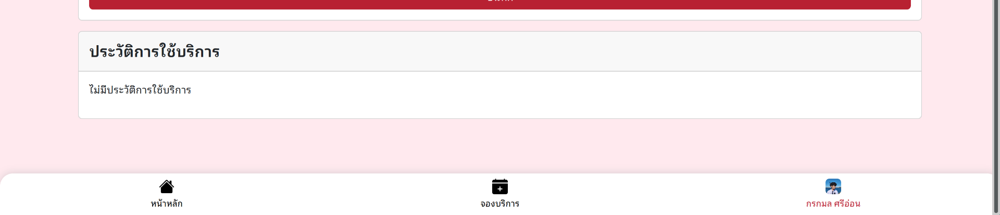 ประวัติการใช้บริการ
ไม่มีประวัติการใช้บริการ
หน้าหลัก
จองบริการ
กรกมล ศรีอ่อน